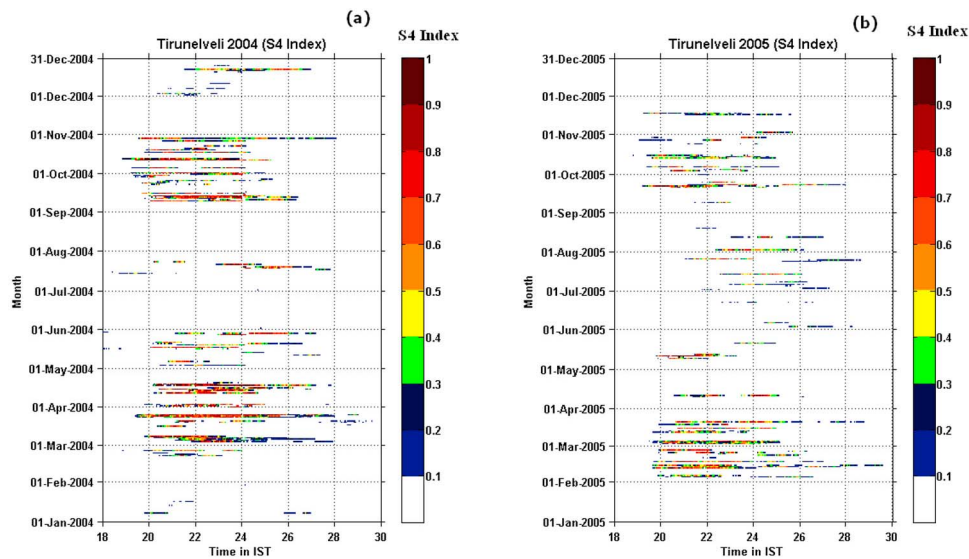 (a)
Tirunelveli 2004 (S4 Index)
S4 Index
31-Dec-2004
01-Dec-2004
01-Nov-2004
01-Oct-2004
01-Sep-2004
01-Aug-2004
01-Jul-2004
01-Jun-2004
01-May-2004
01-Apr-2004
01-Mar-2004
01-Feb-2004
01-Jan-2004
Month
18 20 22 24 26 28 30
Time in IST
1
0.9
0.8
0.7
0.6
0.5
0.4
0.3
0.2
0.1
(b)
Tirunelveli 2005 (S4 Index)
S4 Index
31-Dec-2005
01-Dec-2005
01-Nov-2005
01-Oct-2005
01-Sep-2005
01-Aug-2005
01-Jul-2005
01-Jun-2005
01-May-2005
01-Apr-2005
01-Mar-2005
01-Feb-2005
01-Jan-2005
Month
18 20 22 24 26 28 30
Time in IST
1
0.9
0.8
0.7
0.6
0.5
0.4
0.3
0.2
0.1